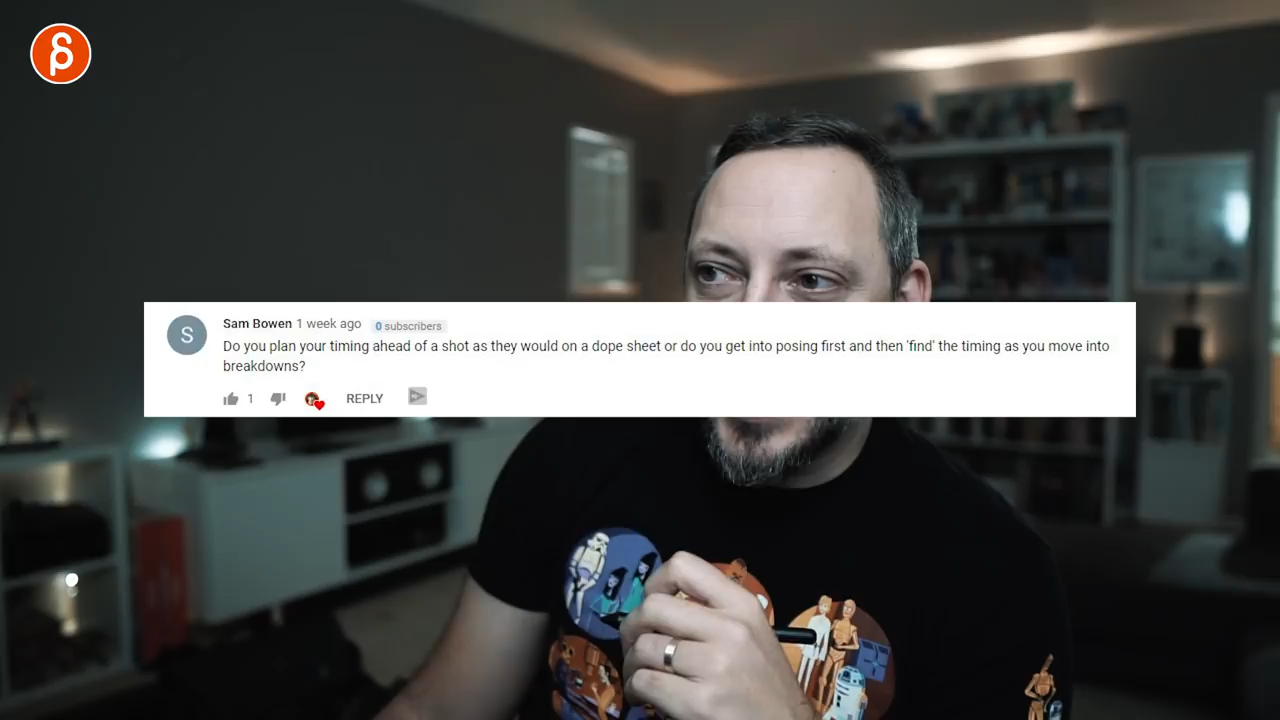 S
Sam Bowen 1 week ago 0 subscribers
Do you plan your timing ahead of a shot as they would on a dope sheet or do you get into posing first and then 'find' the timing as you move into
breakdowns?
1 REPLY